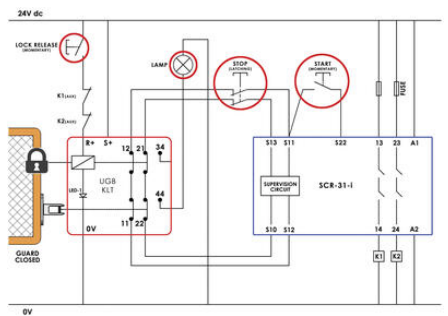 24V dc
LOCK RELEASE
(MOMENTARY)
LAMP
STOP
(LATCHING)
START
(MOMENTARY)
K1(AUX)
K2(AUX)
FUSE
R+ S+
12 21 34
S13 S11 S22 13 23 A1
UGB
KLT
LED-1
44
SUPERVISION
CIRCUIT
SCR-31-i
0V
11 22
S10 S12 14 24 A2
GUARD
CLOSED
K1 K2
0V